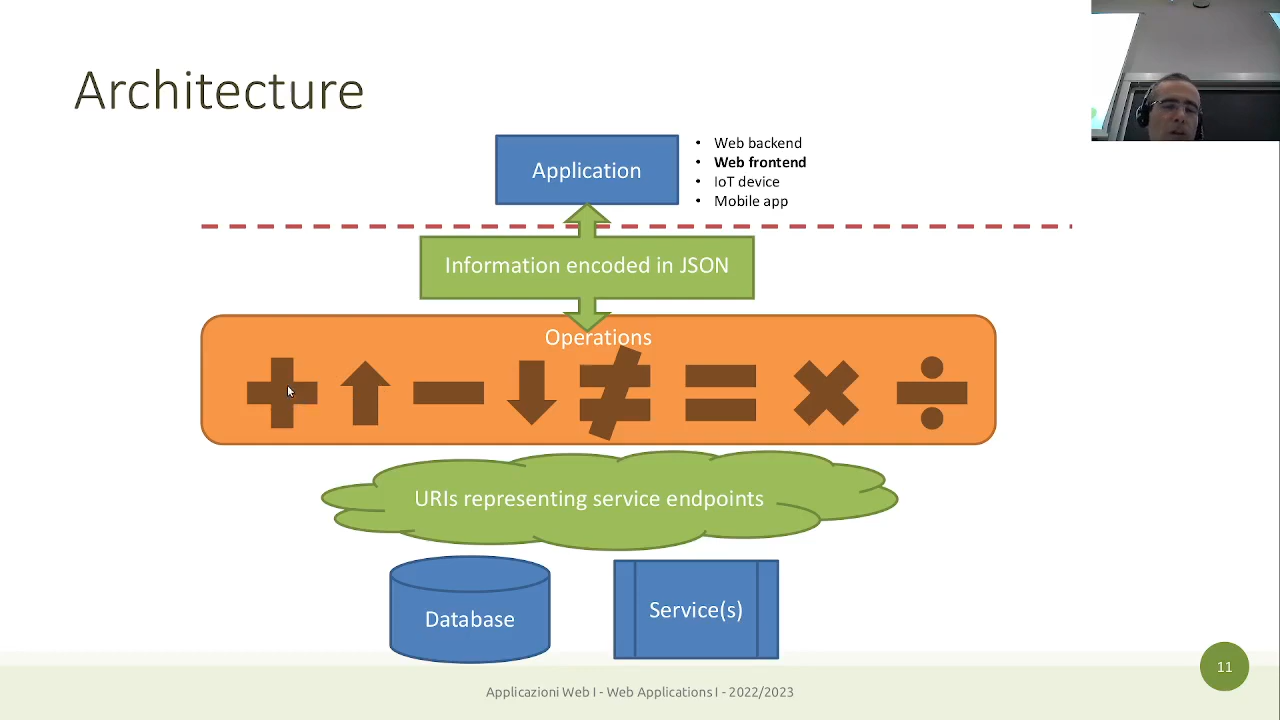 Architecture
Application
• Web backend
• Web frontend
• IoT device
• Mobile app
Information encoded in JSON
Operations
URIs representing service endpoints
Database
Service(s)
11
Applicazioni Web I - Web Applications I - 2022/2023